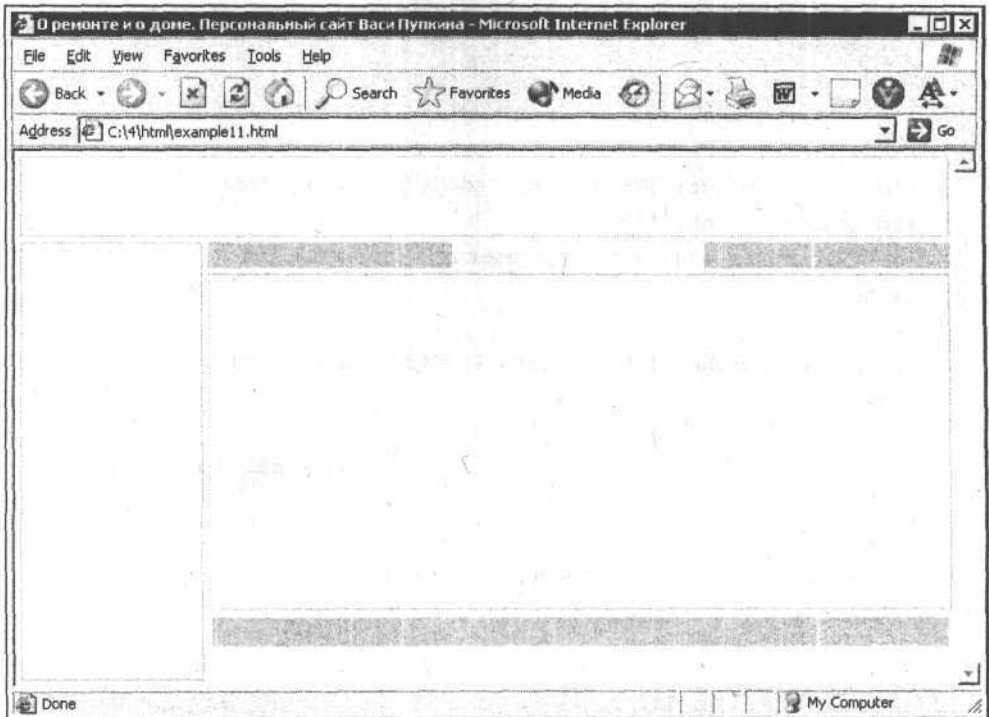 О ремонте и о доме. Персональный сайт Васи Пупкина - Microsoft Internet Explorer
File Edit View Favorites Tools Help
Back Search Favorites Media
Address C:\4\html\example11.html Go
Done My Computer